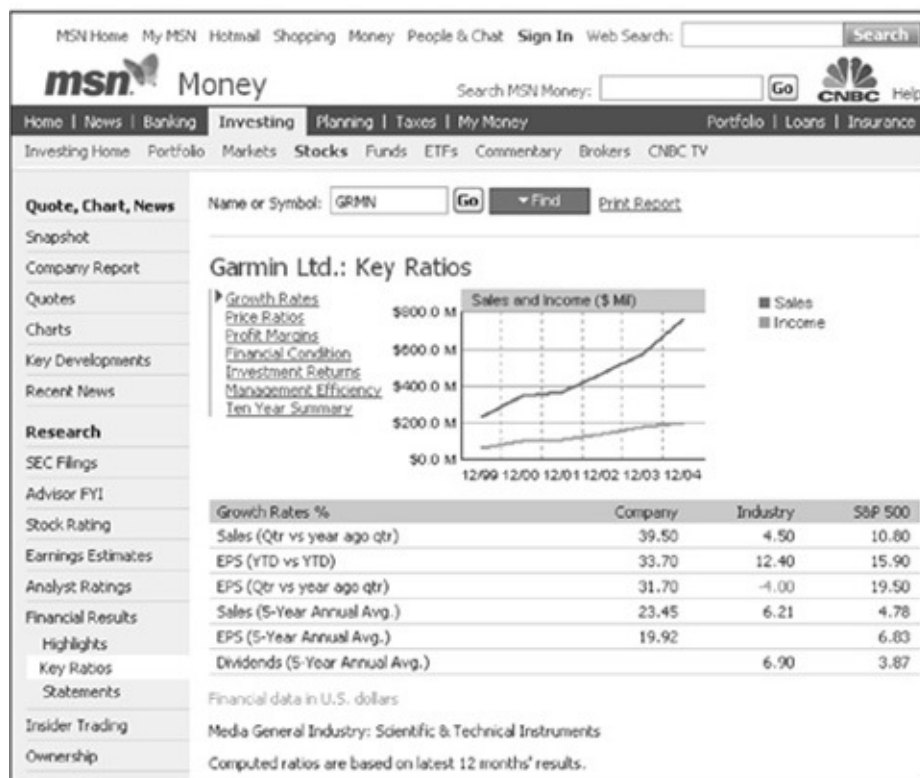 MSN Home My MSN Hotmail Shopping Money People & Chat Sign In Web Search: Search
msn Money Search MSN Money: Go CNBC Help
Home | News | Banking Investing Planning | Taxes | My Money Portfolio | Loans | Insurance
Investing Home Portfolio Markets Stocks Funds ETFs Commentary Brokers CNBC TV
Quote, Chart, News
Snapshot
Company Report
Quotes
Charts
Key Developments
Recent News
Research
SEC Filings
Advisor FYI
Stock Rating
Earnings Estimates
Analyst Ratings
Financial Results
Highlights
Key Ratios
Statements
Insider Trading
Ownership
Name or Symbol: GRMN Go Find Print Report
Garmin Ltd.: Key Ratios
Growth Rates
Price Ratios
Profit Margins
Financial Condition
Investment Returns
Management Efficiency
Ten Year Summary
Sales and Income ($ Mil)
$800.0 M
$600.0 M
$400.0 M
$200.0 M
$0.0 M
12/99 12/00 12/01 12/02 12/03 12/04
Sales
Income
Growth Rates % Company Industry S&P 500
Sales (Qtr vs year ago qtr) 39.50 4.50 10.80
EPS (YTD vs YTD) 33.70 12.40 15.90
EPS (Qtr vs year ago qtr) 31.70 -4.00 19.50
Sales (5-Year Annual Avg.) 23.45 6.21 4.78
EPS (5-Year Annual Avg.) 19.92 6.83
Dividends (5-Year Annual Avg.) 6.90 3.87
Financial data in U.S. dollars
Media General Industry: Scientific & Technical Instruments
Computed ratios are based on latest 12 months' results.